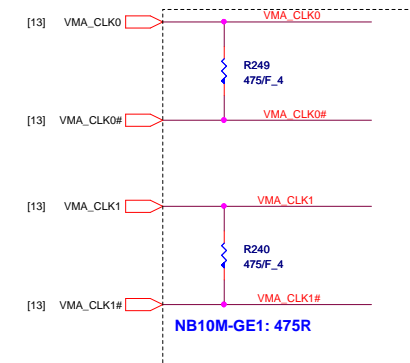 [13] VMA_CLK0 VMA_CLK0
R249
475/F_4
[13] VMA_CLK0# VMA_CLK0#
[13] VMA_CLK1 VMA_CLK1
R240
475/F_4
[13] VMA_CLK1# VMA_CLK1#
NB10M-GE1: 475R